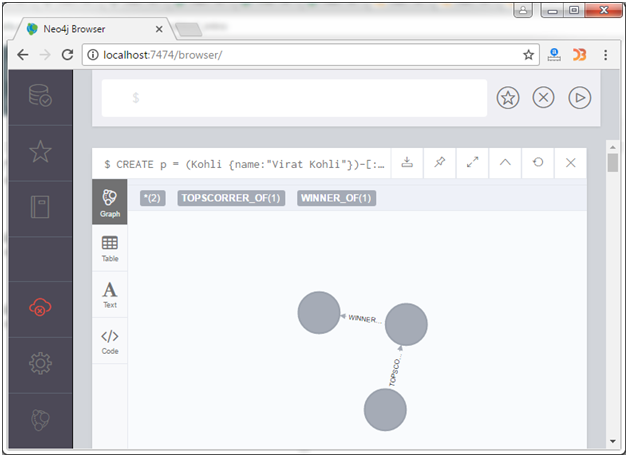 Neo4j Browser
localhost:7474/browser/
$
$ CREATE p = (Kohli {name:"Virat Kohli"})-[:…
*(2) TOPSCORRER_OF(1) WINNER_OF(1)
Graph
Table
Text
Code
WINNER…
TOPSCO…